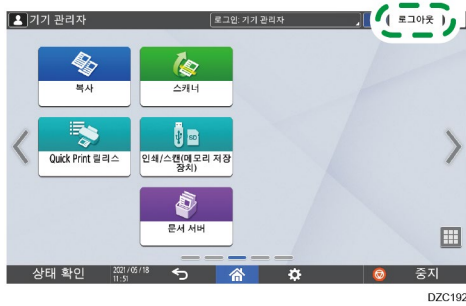 기기 관리자
로그인: 기기 관리자
로그아웃
복사
스캐너
Quick Print 릴리스
SD
인쇄/스캔(메모리 저장
장치)
문서 서버
상태 확인
2021/05/18
11:51
중지
DZC192